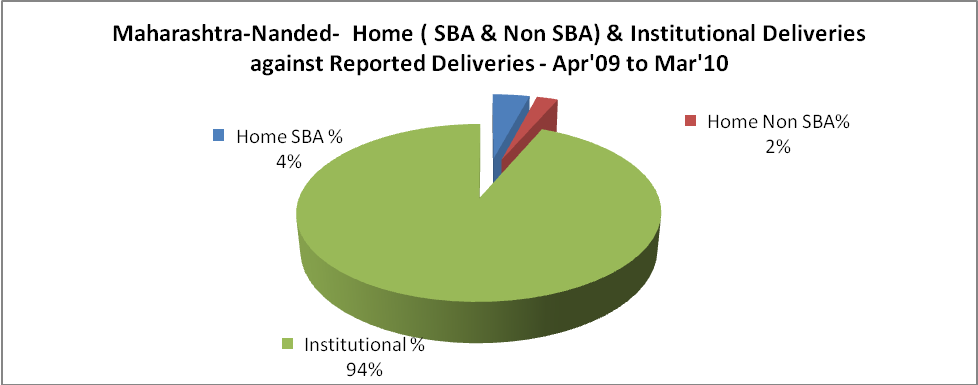 Maharashtra-Nanded-  Home ( SBA & Non SBA) & Institutional Deliveries
against Reported Deliveries - Apr'09 to Mar'10
Home SBA %
4%
Home Non SBA%
2%
Institutional %
94%